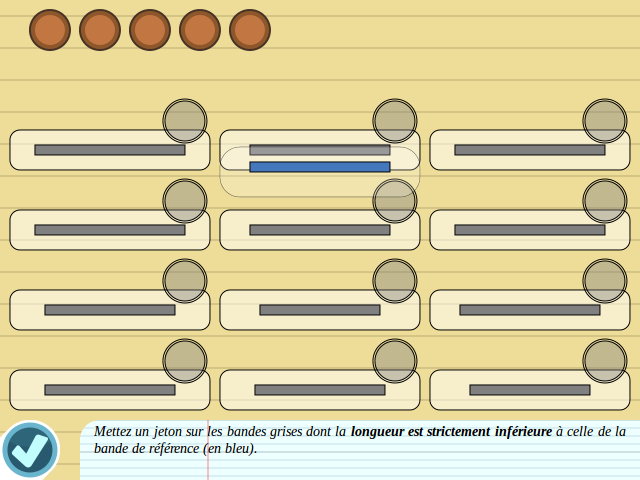 Mettez un jeton sur les bandes grises dont la longueur est strictement inférieure à celle de la
bande de référence (en bleu).